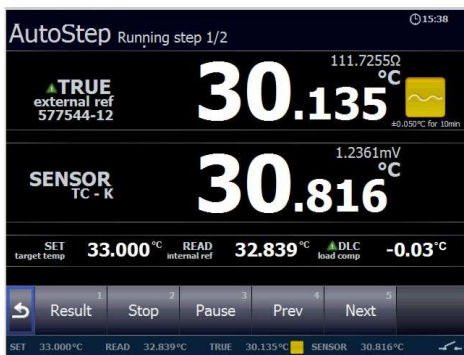 AutoStep Running step 1/2
15:38
111.7255Ω
TRUE
external ref
577544-12
30.135 °C
±0.050°C for 10min
1.2361mV
SENSOR
TC - K
30.816 °C
SET
target temp
33.000 °C
READ
internal ref
32.839 °C
DLC
load comp
-0.03 °C
1 2 3 4 5
Result Stop Pause Prev Next
SET 33.000°C READ 32.839°C TRUE 30.135°C SENSOR 30.816°C